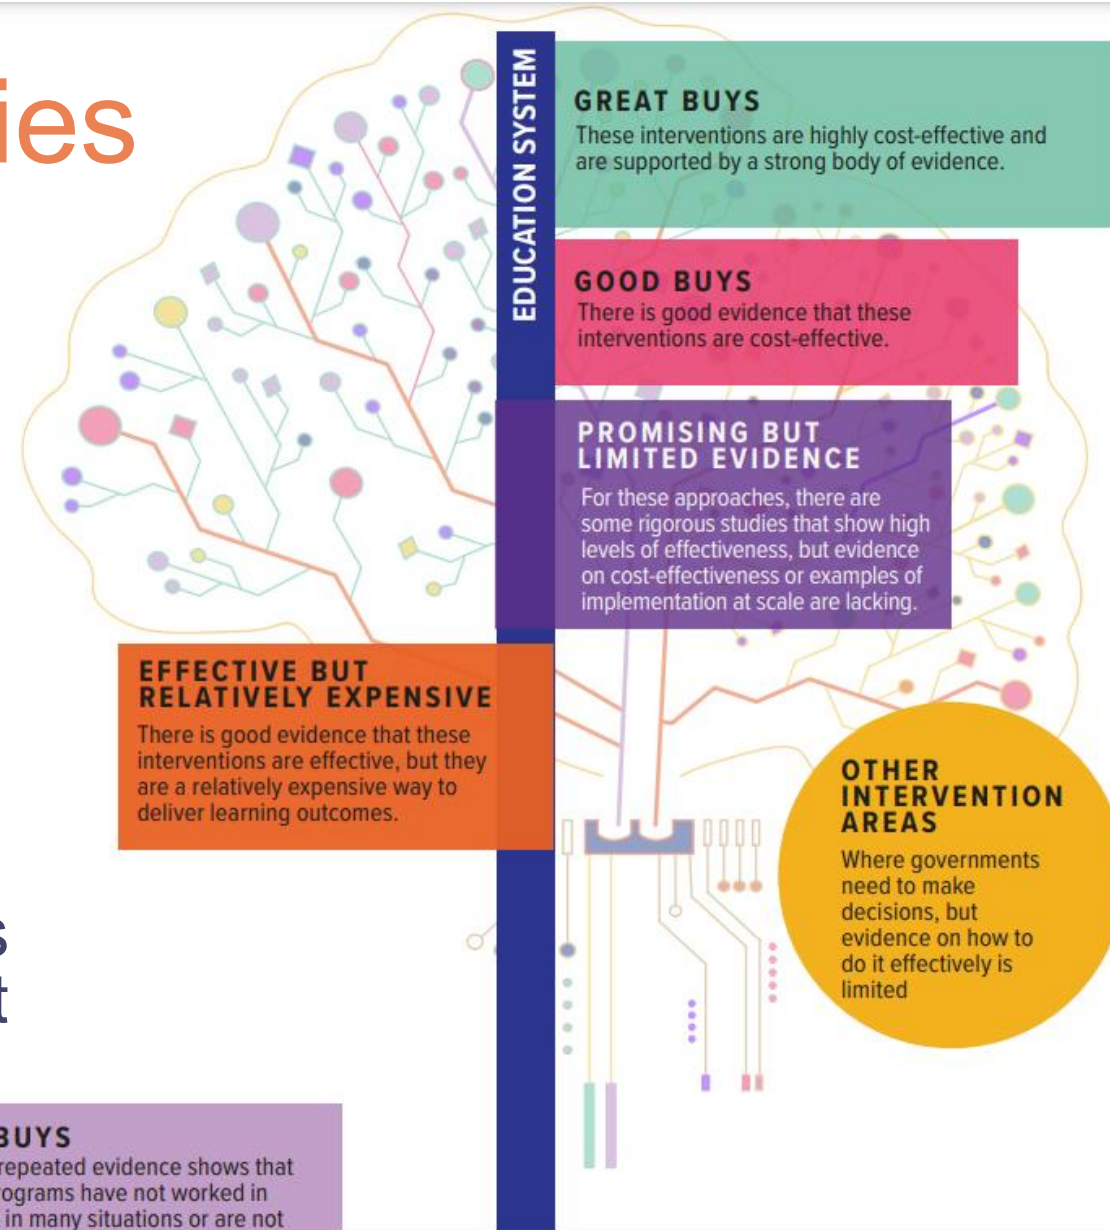 ies
EDUCATION SYSTEM
GREAT BUYS
These interventions are highly cost-effective and
are supported by a strong body of evidence.
GOOD BUYS
There is good evidence that these
interventions are cost-effective.
PROMISING BUT
LIMITED EVIDENCE
For these approaches, there are
some rigorous studies that show high
levels of effectiveness, but evidence
on cost-effectiveness or examples of
implementation at scale are lacking.
EFFECTIVE BUT
RELATIVELY EXPENSIVE
There is good evidence that these
interventions are effective, but they
are a relatively expensive way to
deliver learning outcomes.
OTHER
INTERVENTION
AREAS
Where governments
need to make
decisions, but
evidence on how to
do it effectively is
limited
s
t
BUYS
repeated evidence shows that
ograms have not worked in
in many situations or are not